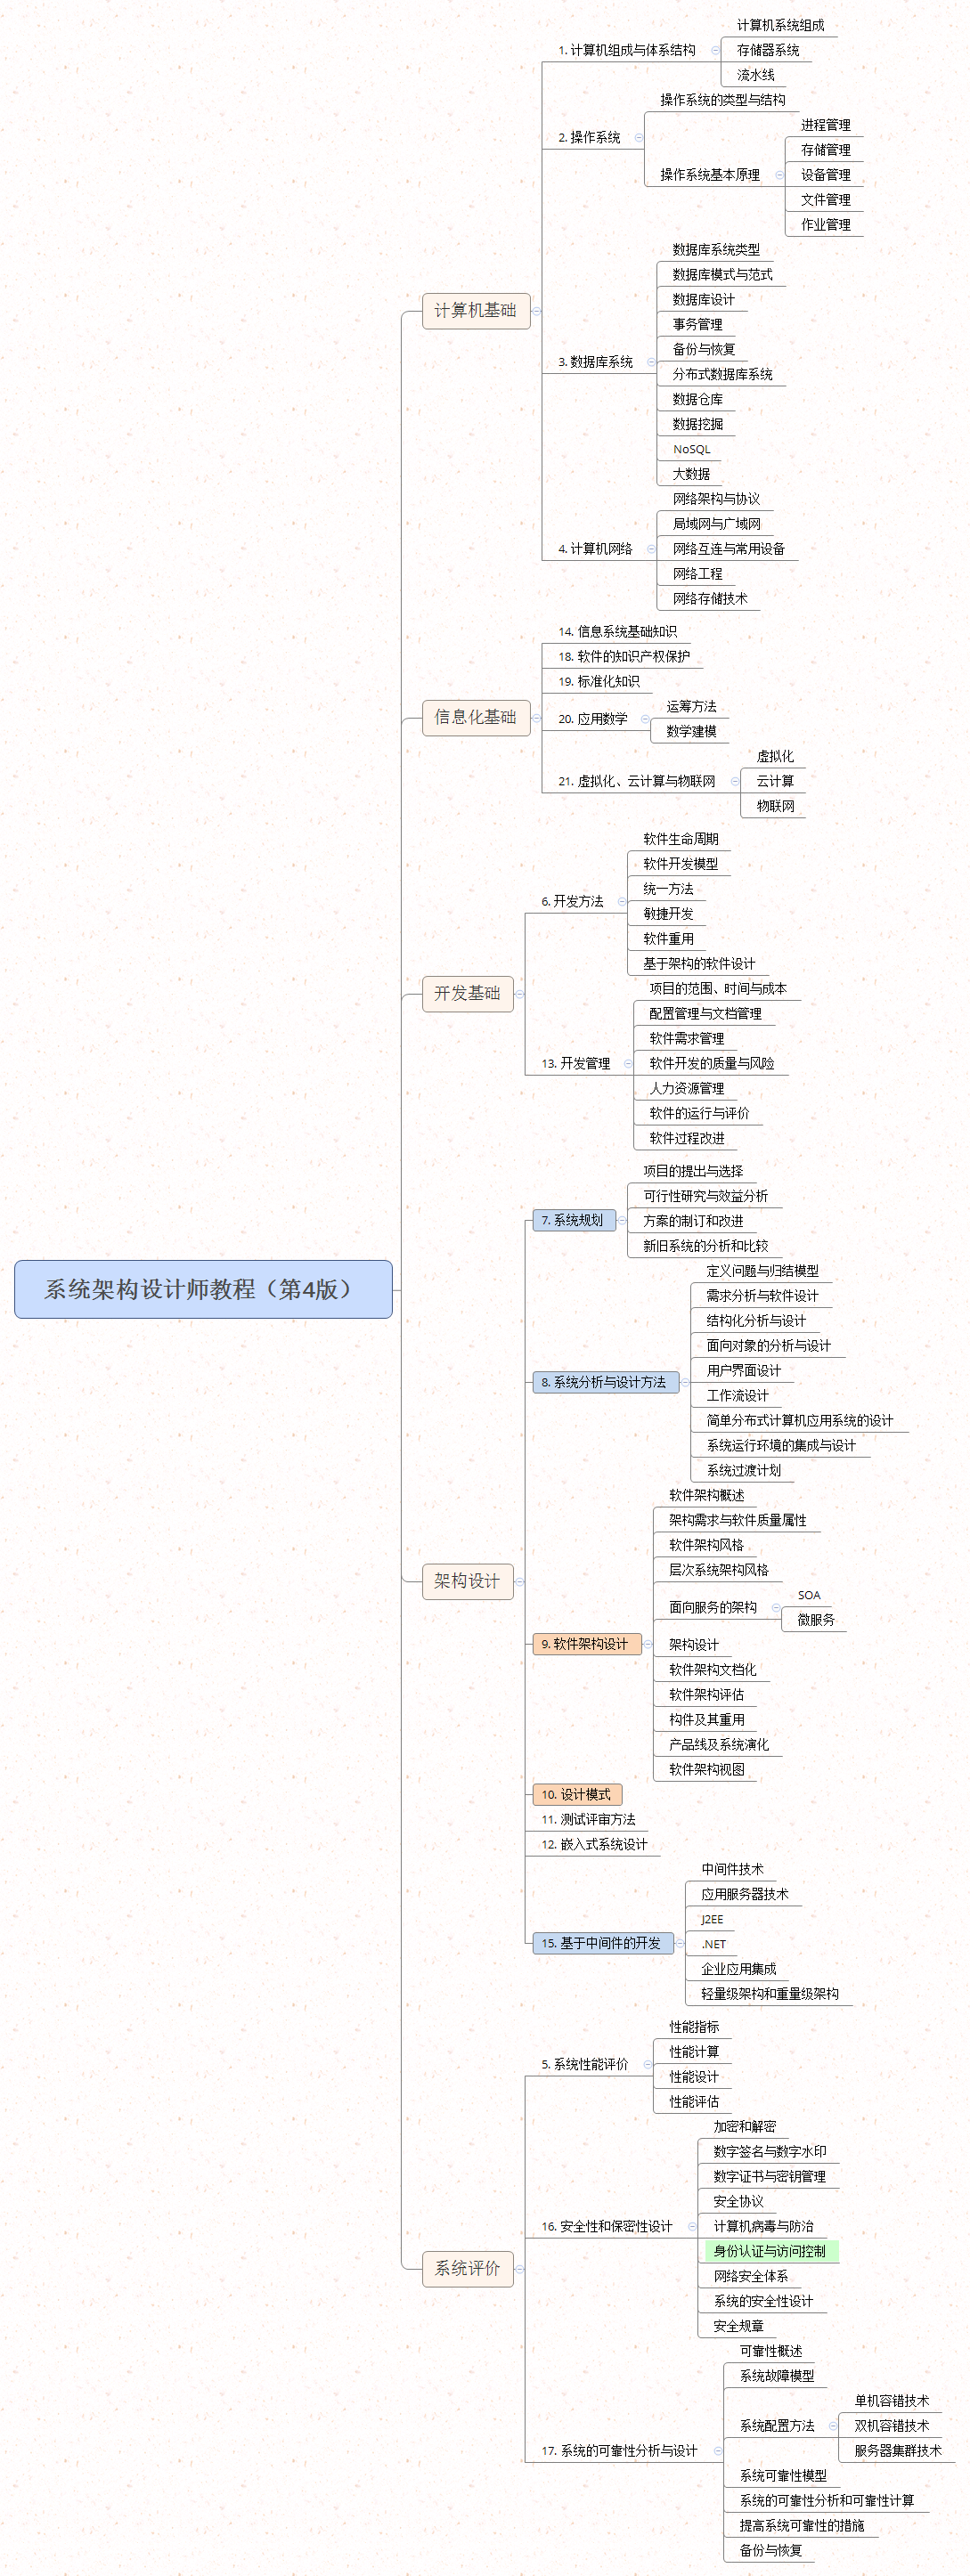 系统架构设计师教程（第4版）
计算机基础
1. 计算机组成与体系结构
计算机系统组成
存储器系统
流水线
2. 操作系统
操作系统的类型与结构
操作系统基本原理
进程管理
存储管理
设备管理
文件管理
作业管理
3. 数据库系统
数据库系统类型
数据库模式与范式
数据库设计
事务管理
备份与恢复
分布式数据库系统
数据仓库
数据挖掘
NoSQL
大数据
4. 计算机网络
网络架构与协议
局域网与广域网
网络互连与常用设备
网络工程
网络存储技术
信息化基础
14. 信息系统基础知识
18. 软件的知识产权保护
19. 标准化知识
20. 应用数学
运筹方法
数学建模
21. 虚拟化、云计算与物联网
虚拟化
云计算
物联网
开发基础
6. 开发方法
软件生命周期
软件开发模型
统一方法
敏捷开发
软件重用
基于架构的软件设计
13. 开发管理
项目的范围、时间与成本
配置管理与文档管理
软件需求管理
软件开发的质量与风险
人力资源管理
软件的运行与评价
软件过程改进
架构设计
7. 系统规划
项目的提出与选择
可行性研究与效益分析
方案的制订和改进
新旧系统的分析和比较
8. 系统分析与设计方法
定义问题与归结模型
需求分析与软件设计
结构化分析与设计
面向对象的分析与设计
用户界面设计
工作流设计
简单分布式计算机应用系统的设计
系统运行环境的集成与设计
系统过渡计划
9. 软件架构设计
软件架构概述
架构需求与软件质量属性
软件架构风格
层次系统架构风格
面向服务的架构
SOA
微服务
架构设计
软件架构文档化
软件架构评估
构件及其重用
产品线及系统演化
软件架构视图
10. 设计模式
11. 测试评审方法
12. 嵌入式系统设计
15. 基于中间件的开发
中间件技术
应用服务器技术
J2EE
.NET
企业应用集成
轻量级架构和重量级架构
系统评价
5. 系统性能评价
性能指标
性能计算
性能设计
性能评估
16. 安全性和保密性设计
加密和解密
数字签名与数字水印
数字证书与密钥管理
安全协议
计算机病毒与防治
身份认证与访问控制
网络安全体系
系统的安全性设计
安全规章
17. 系统的可靠性分析与设计
可靠性概述
系统故障模型
系统配置方法
单机容错技术
双机容错技术
服务器集群技术
系统可靠性模型
系统的可靠性分析和可靠性计算
提高系统可靠性的措施
备份与恢复